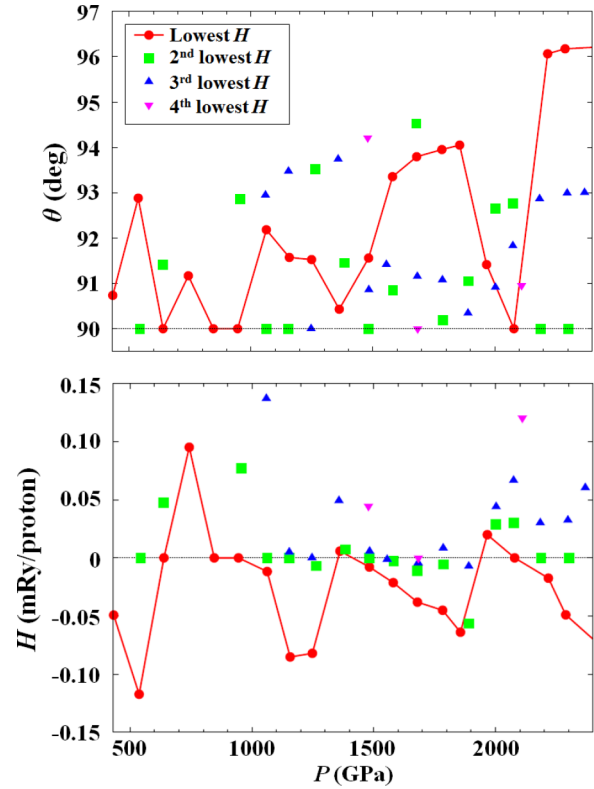 97
96
95
94
93
92
91
90
θ (deg)
Lowest H
2nd lowest H
3rd lowest H
4th lowest H
0.15
0.10
0.05
0
-0.05
-0.10
-0.15
H (mRy/proton)
500
1000
1500
2000
P (GPa)